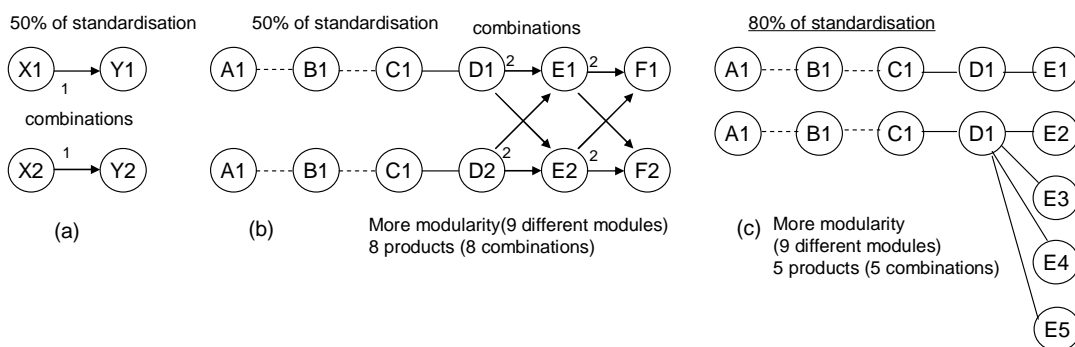 50% of standardisation
X1
Y1
1
combinations
1
X2
Y2
(a)
50% of standardisation
combinations
A1
B1
C1
D1
2
E1
2
F1
A1
B1
C1
D2
2
E2
2
F2
(b)
More modularity(9 different modules)
8 products (8 combinations)
80% of standardisation
A1
B1
C1
D1
E1
A1
B1
C1
D1
E2
E3
E4
E5
(c)
More modularity
(9 different modules)
5 products (5 combinations)